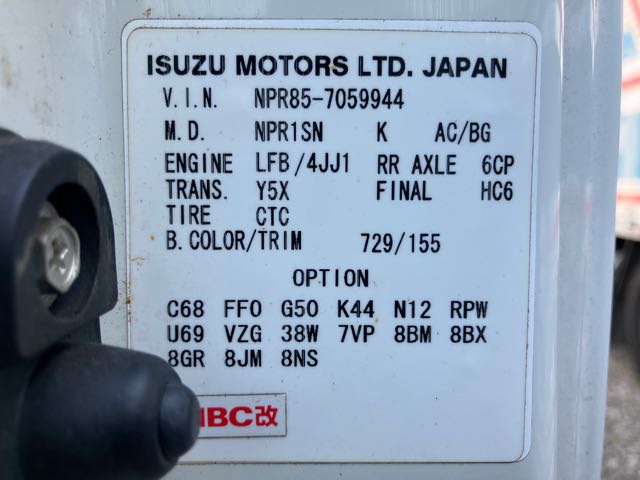 ISUZU MOTORS LTD. JAPAN
V.I.N. NPR85-7059944
M.D. NPR1SN K AC/BG
ENGINE LFB/4JJ1 RR AXLE 6CP
TRANS. Y5X FINAL HC6
TIRE CTC
B.COLOR/TRIM 729/155
OPTION
C68 FF0 G50 K44 N12 RPW
U69 VZG 38W 7VP 8BM 8BX
8GR 8JM 8NS